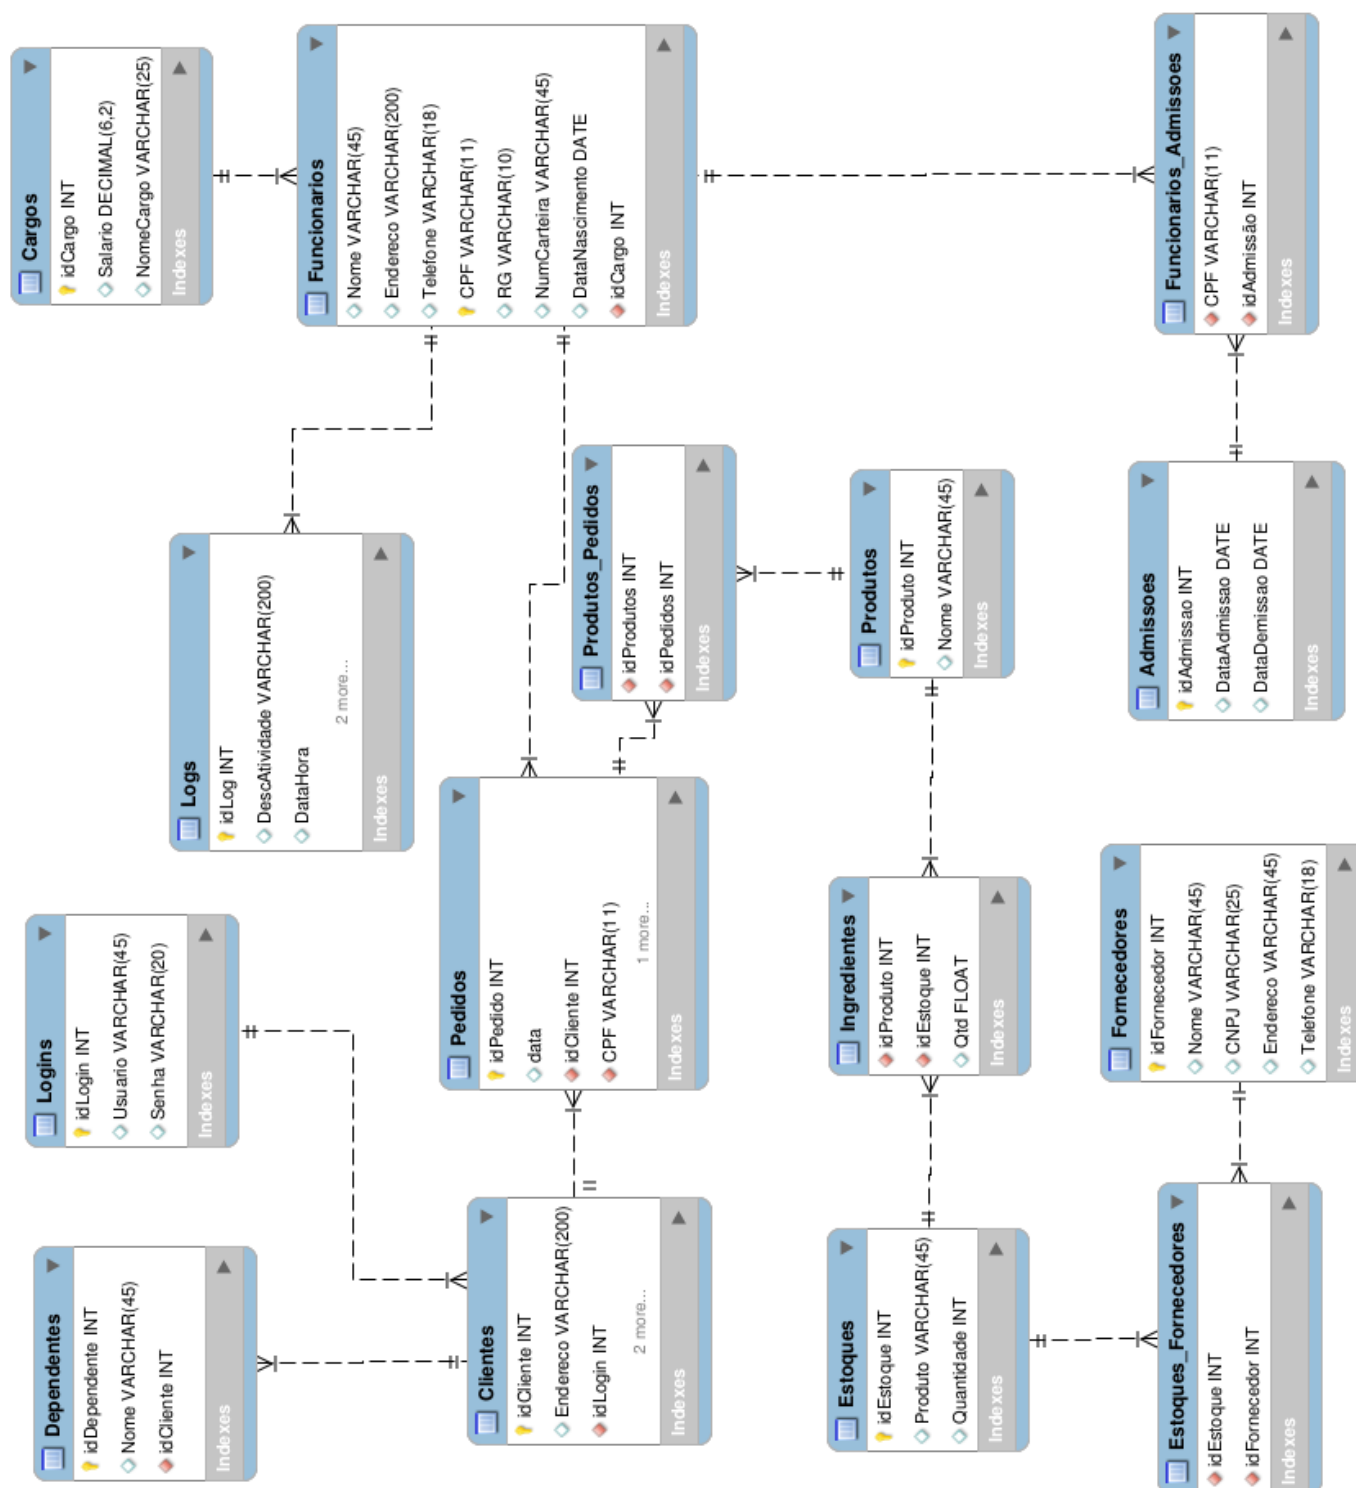 Dependentes
idDependente INT
Nome VARCHAR(45)
idCliente INT
Indexes
Logins
idLogin INT
Usuario VARCHAR(45)
Senha VARCHAR(20)
Indexes
Logs
idLog INT
DescAtividade VARCHAR(200)
DataHora
2 more...
Indexes
Cargos
idCargo INT
Salario DECIMAL(6,2)
NomeCargo VARCHAR(25)
Indexes
Funcionarios
Nome VARCHAR(45)
Endereco VARCHAR(200)
Telefone VARCHAR(18)
CPF VARCHAR(11)
RG VARCHAR(10)
NumCarteira VARCHAR(45)
DataNascimento DATE
idCargo INT
Indexes
Clientes
idCliente INT
Endereco VARCHAR(200)
idLogin INT
2 more...
Indexes
Pedidos
idPedido INT
data
idCliente INT
CPF VARCHAR(11)
1 more...
Indexes
Produtos_Pedidos
idProdutos INT
idPedidos INT
Indexes
Estoques
idEstoque INT
Produto VARCHAR(45)
Quantidade INT
Indexes
Ingredientes
idProduto INT
idEstoque INT
Qtd FLOAT
Indexes
Produtos
idProduto INT
Nome VARCHAR(45)
Indexes
Estoques_Fornecedores
idEstoque INT
idFornecedor INT
Indexes
Fornecedores
idFornecedor INT
Nome VARCHAR(45)
CNPJ VARCHAR(25)
Endereco VARCHAR(45)
Telefone VARCHAR(18)
Indexes
Admissoes
idAdmissao INT
DataAdmissao DATE
DataDemissao DATE
Indexes
Funcionarios_Admissoes
CPF VARCHAR(11)
idAdmissão INT
Indexes